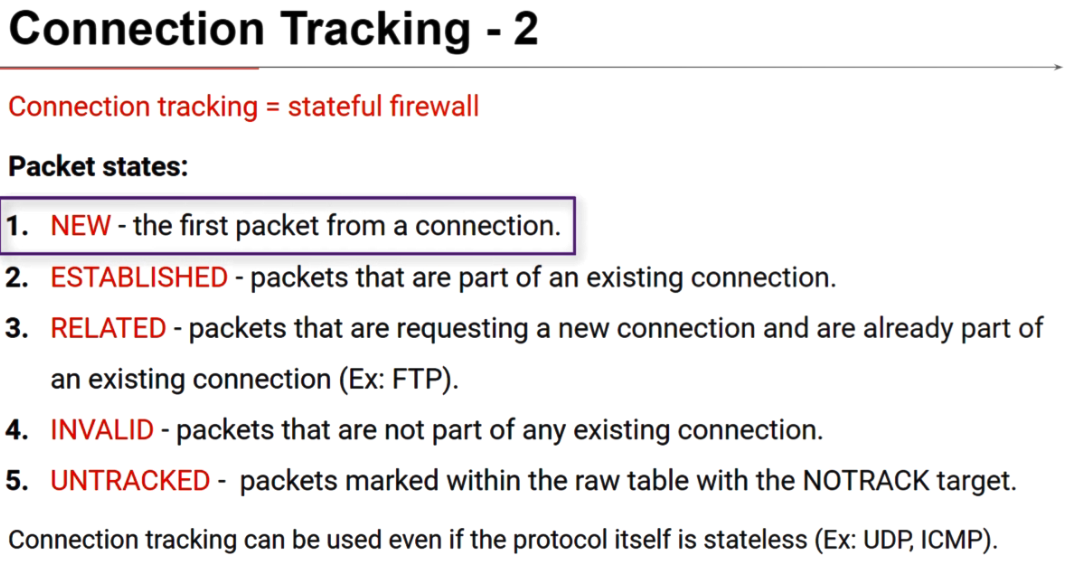 Connection Tracking - 2
Connection tracking = stateful firewall
Packet states:
1. NEW - the first packet from a connection.
2. ESTABLISHED - packets that are part of an existing connection.
3. RELATED - packets that are requesting a new connection and are already part of
an existing connection (Ex: FTP).
4. INVALID - packets that are not part of any existing connection.
5. UNTRACKED - packets marked within the raw table with the NOTRACK target.
Connection tracking can be used even if the protocol itself is stateless (Ex: UDP, ICMP).